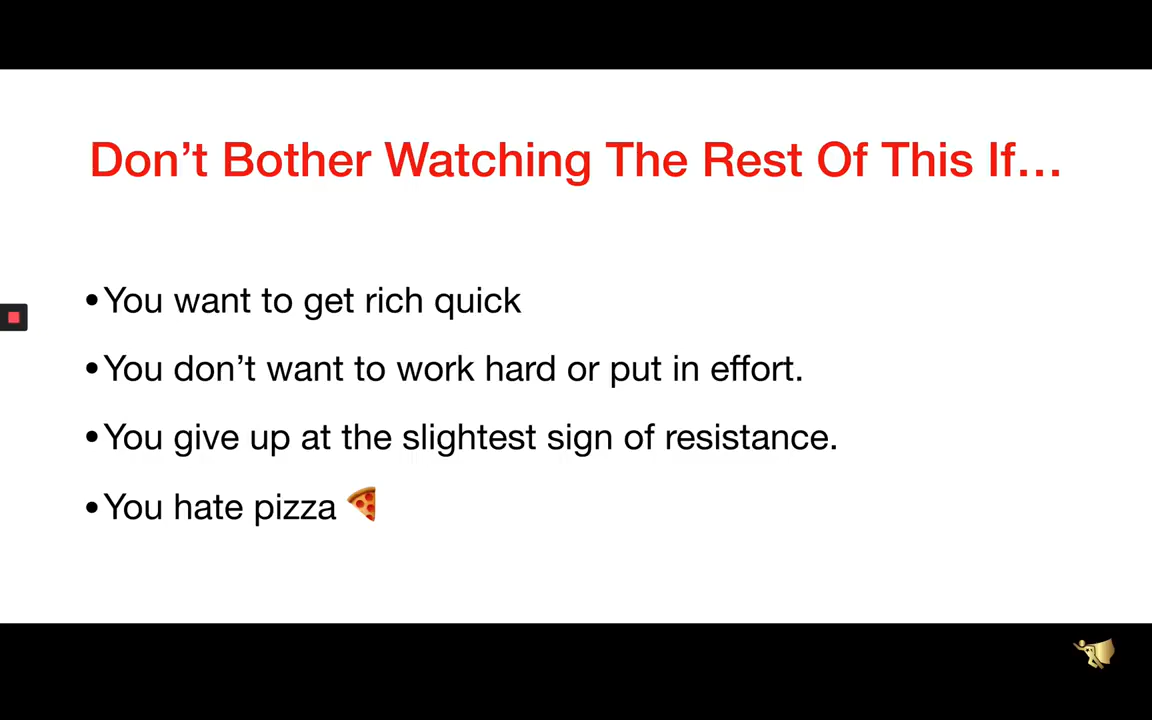 Don’t Bother Watching The Rest Of This If…
•You want to get rich quick
•You don’t want to work hard or put in effort.
•You give up at the slightest sign of resistance.
•You hate pizza 🍕